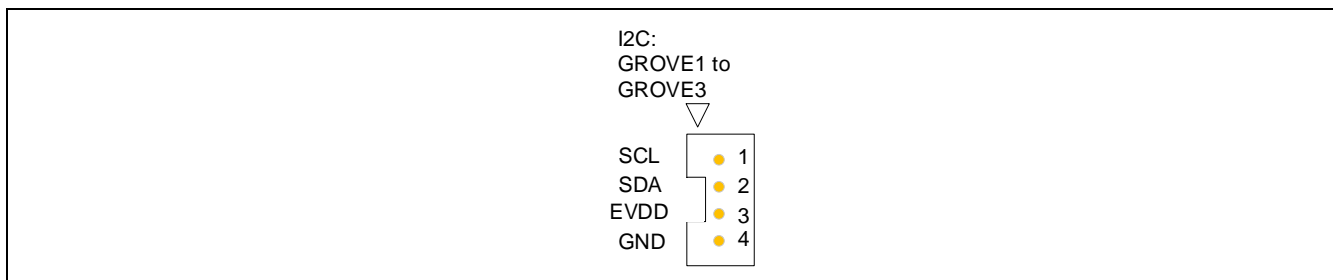 I2C:
GROVE1 to
GROVE3
SCL 1
SDA 2
EVDD 3
GND 4